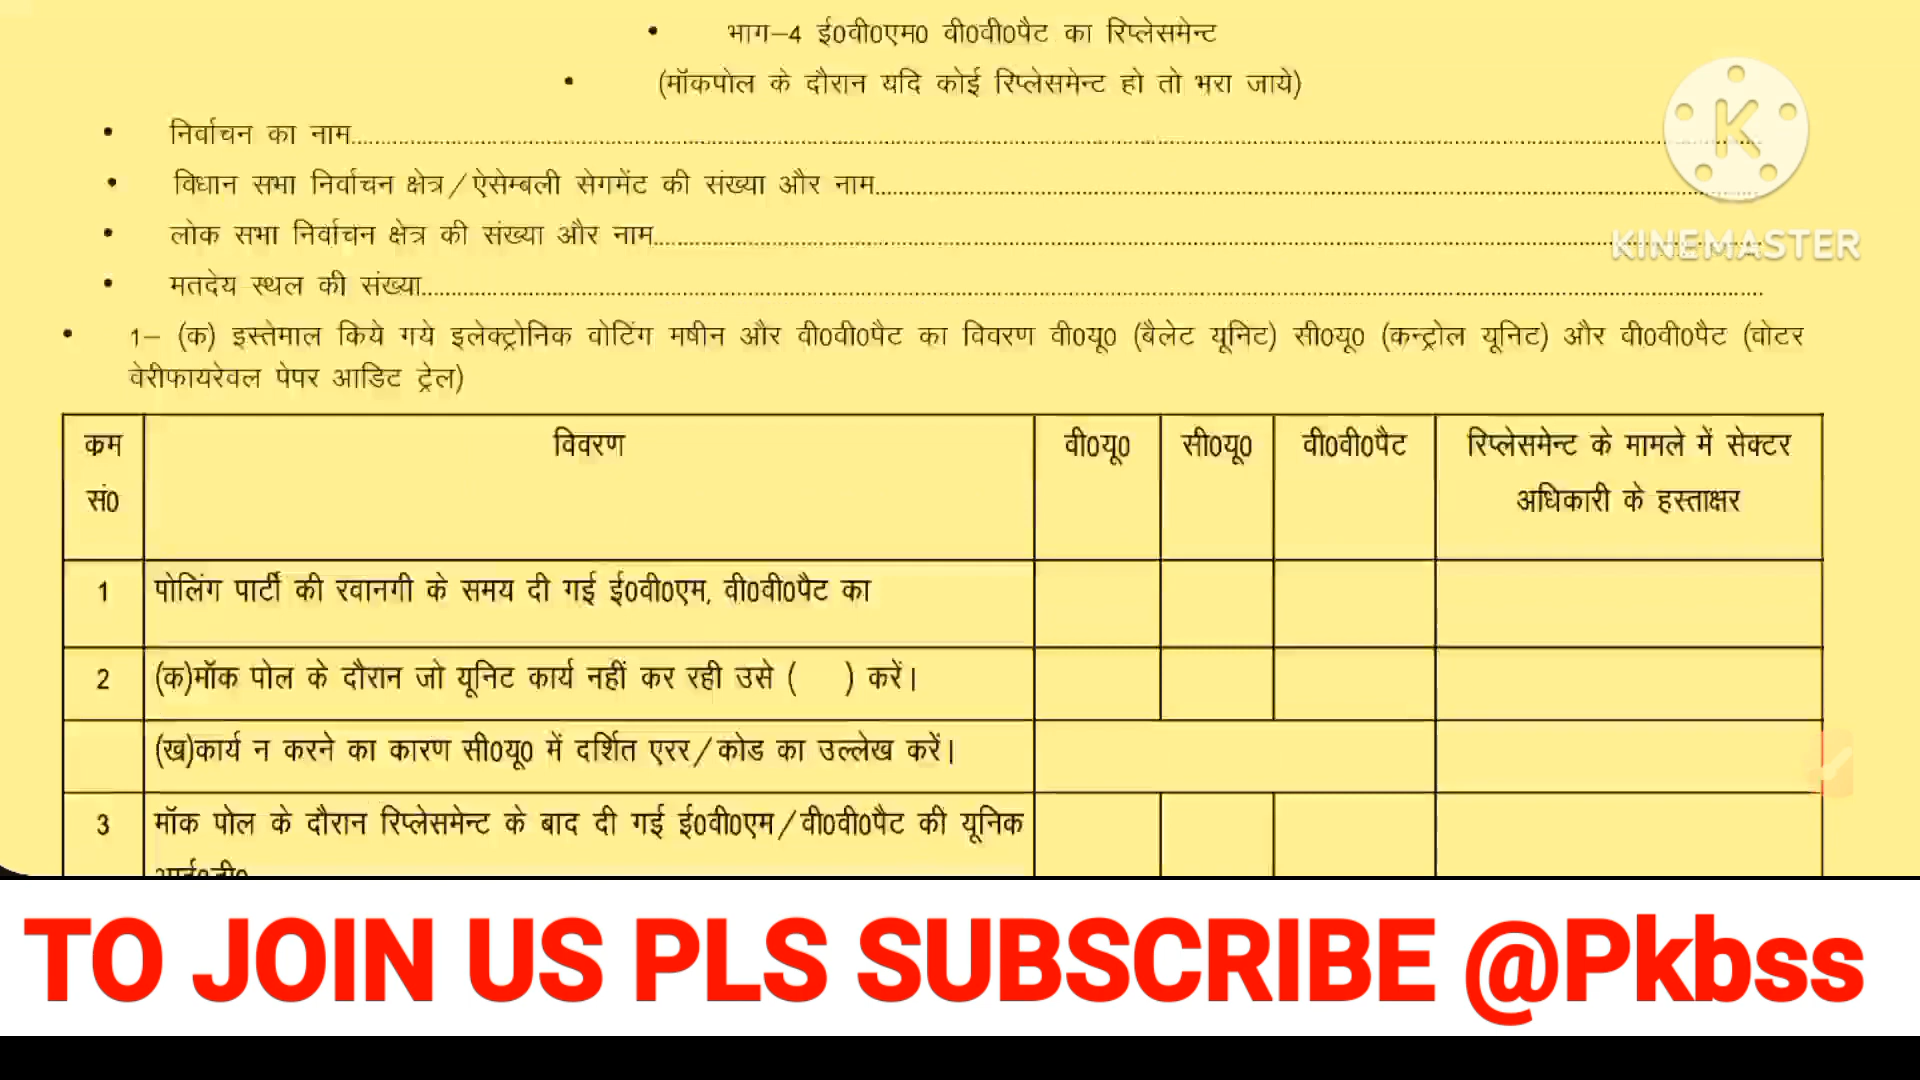 • भाग–4 ई0वी0एम0 वी0वी0पैट का रिप्लेसमेन्ट
• (मॉकपोल के दौरान यदि कोई रिप्लेसमेन्ट हो तो भरा जाये)
• निर्वाचन का नाम
• विधान सभा निर्वाचन क्षेत्र/ऐसेम्बली सेगमेंट की संख्या और नाम
• लोक सभा निर्वाचन क्षेत्र की संख्या और नाम
• मतदेय स्थल की संख्या
K
KINEMASTER
• 1– (क) इस्तेमाल किये गये इलेक्ट्रोनिक वोटिंग मषीन और वी0वी0पैट का विवरण वी0यू0 (बैलेट यूनिट) सी0यू0 (कन्ट्रोल यूनिट) और वी0वी0पैट (वोटर
वेरीफायरेवल पेपर आडिट ट्रेल)
कम सं0 विवरण वी0यू0 सी0यू0 वी0वी0पैट रिप्लेसमेन्ट के मामले में सेक्टर अधिकारी के हस्ताक्षर
1 पोलिंग पार्टी की रवानगी के समय दी गई ई0वी0एम, वी0वी0पैट का
2 (क)मॉक पोल के दौरान जो यूनिट कार्य नहीं कर रही उसे ( ) करें।
(ख)कार्य न करने का कारण सी0यू0 में दर्शित एरर/कोड का उल्लेख करें।
3 मॉक पोल के दौरान रिप्लेसमेन्ट के बाद दी गई ई0वी0एम/वी0वी0पैट की यूनिक
TO JOIN US PLS SUBSCRIBE @Pkbss